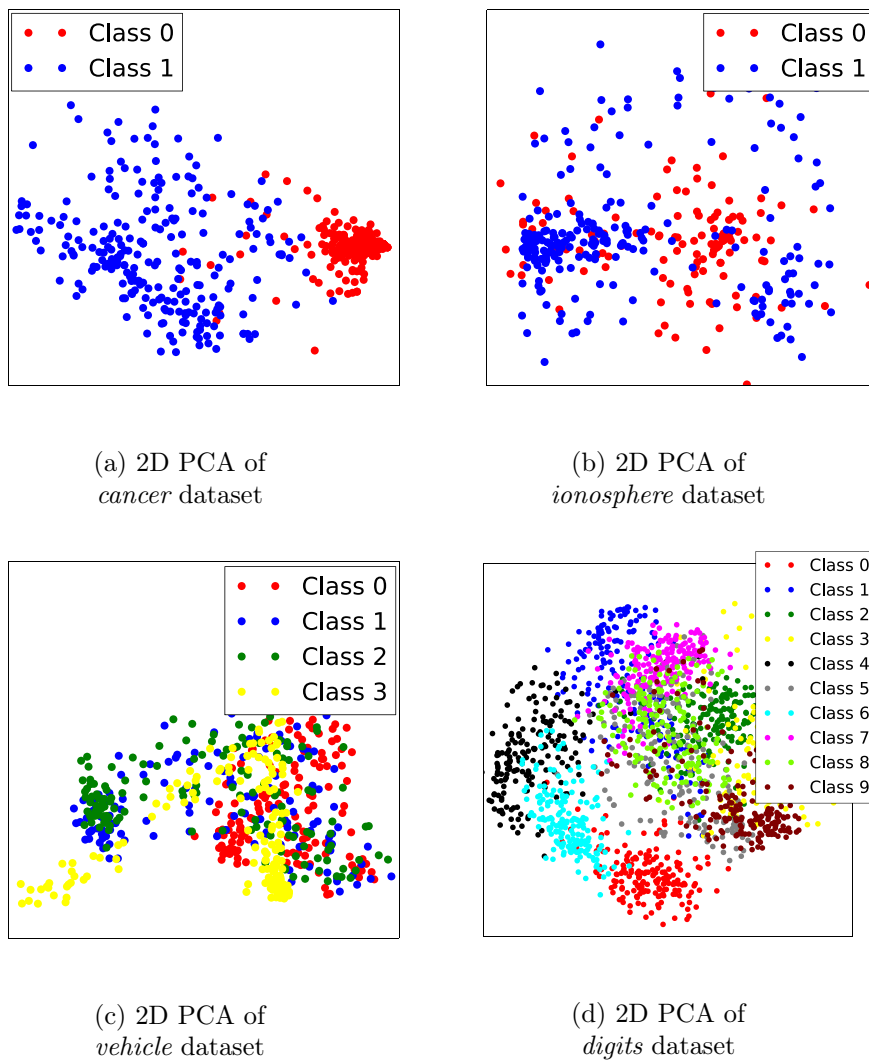 Class 0
Class 1
Class 0
Class 1
(a) 2D PCA of
cancer dataset
(b) 2D PCA of
ionosphere dataset
Class 0
Class 1
Class 2
Class 3
Class 0
Class 1
Class 2
Class 3
Class 4
Class 5
Class 6
Class 7
Class 8
Class 9
(c) 2D PCA of
vehicle dataset
(d) 2D PCA of
digits dataset